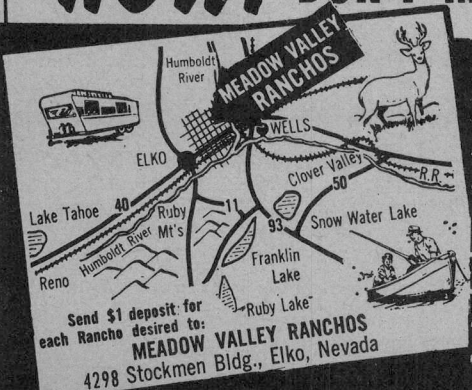 Humboldt
River
MEADOW VALLEY
RANCHOS
WELLS
ELKO
Clover Valley
R.R.
50
40
Lake Tahoe
Ruby
Mt's
11
93
Snow Water Lake
Humboldt River
Reno
Franklin
Lake
Ruby Lake
Send $1 deposit for
each Rancho desired to:
MEADOW VALLEY RANCHOS
4298 Stockmen Bldg., Elko, Nevada